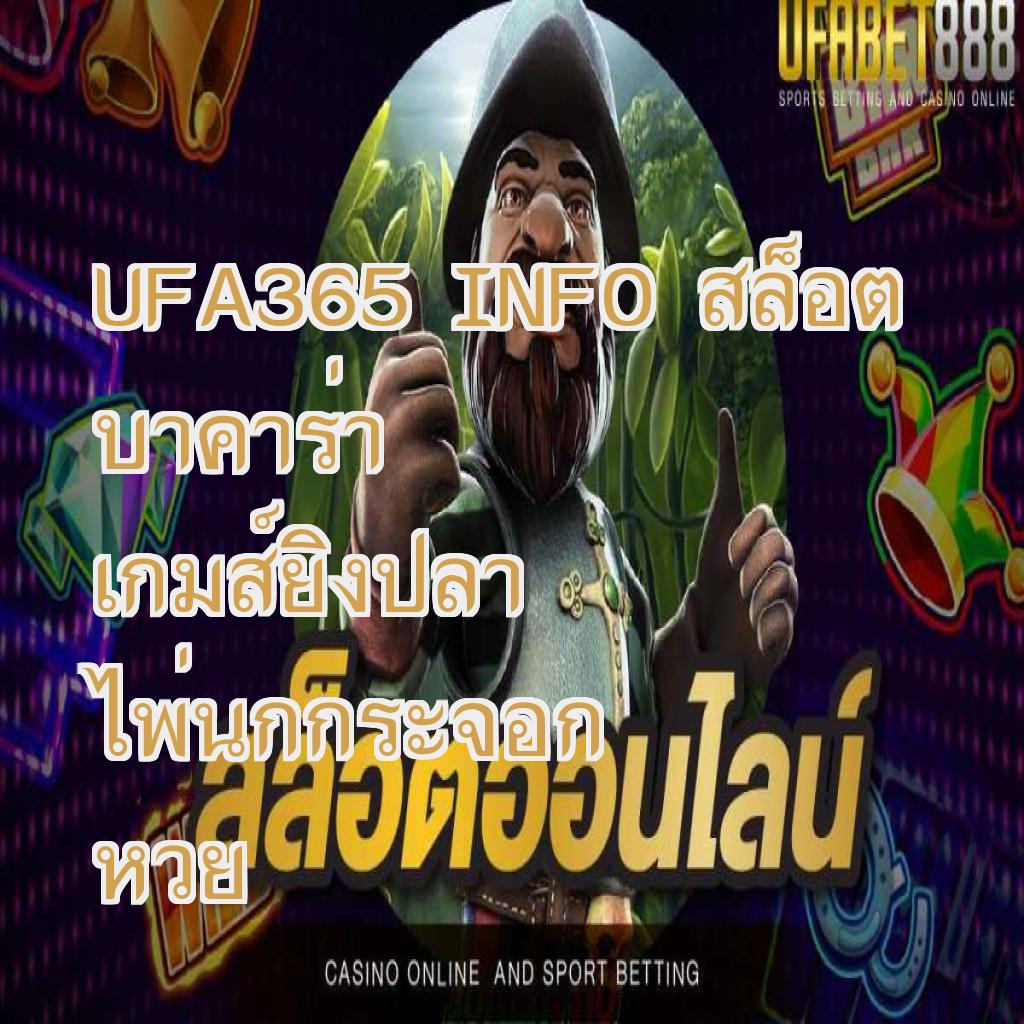 UFABET888
SPORTS BETTING AND CASINO ONLINE
BAR
UFA365 INFO สล็อต
บาคาร่า
เกมส์ยิงปลา
ไพ่นกกระจอก
สล็อตออนไลน์
หวย
CASINO ONLINE AND SPORT BETTING